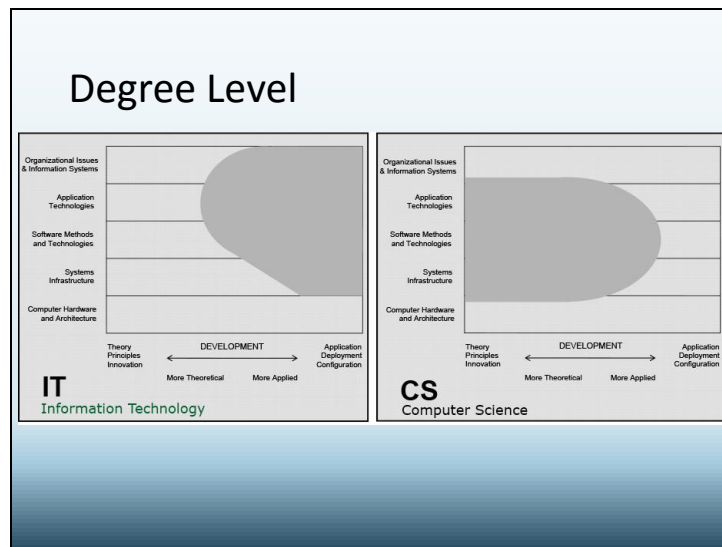 Degree Level
Organizational Issues
& Information Systems
Application
Technologies
Software Methods
and Technologies
Systems
Infrastructure
Computer Hardware
and Architecture
Theory
Principles
Innovation
DEVELOPMENT
Application
Deployment
Configuration
More Theoretical
More Applied
IT
Information Technology
Organizational Issues
& Information Systems
Application
Technologies
Software Methods
and Technologies
Systems
Infrastructure
Computer Hardware
and Architecture
Theory
Principles
Innovation
DEVELOPMENT
Application
Deployment
Configuration
More Theoretical
More Applied
CS
Computer Science